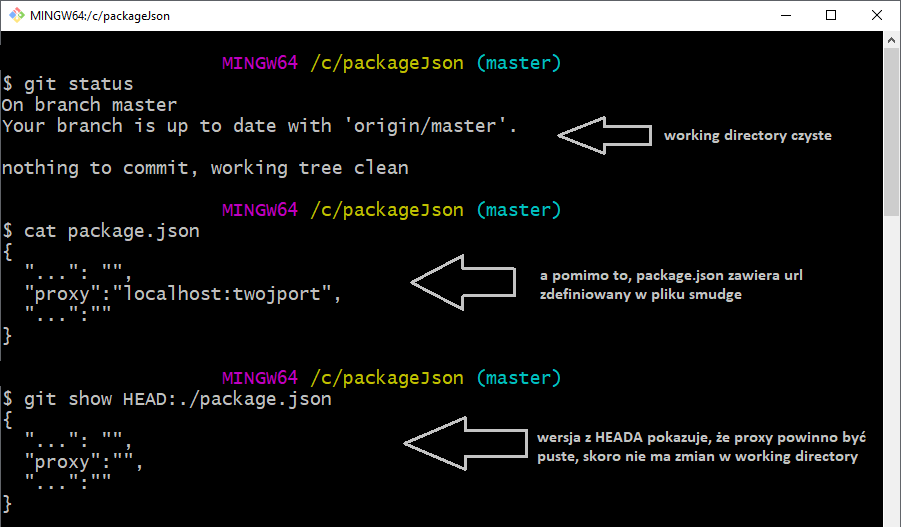 MINGW64:/c/packageJson
MINGW64 /c/packageJson (master)
$ git status
On branch master
Your branch is up to date with 'origin/master'.
working directory czyste
nothing to commit, working tree clean
MINGW64 /c/packageJson (master)
$ cat package.json
{
"...": "",
"proxy":"localhost:twojport",
"...":""
}
a pomimo to, package.json zawiera url
zdefiniowany w pliku smudge
MINGW64 /c/packageJson (master)
$ git show HEAD:./package.json
{
"...": "",
"proxy":"",
"...":""
}
wersja z HEADA pokazuje, że proxy powinno być
puste, skoro nie ma zmian w working directory